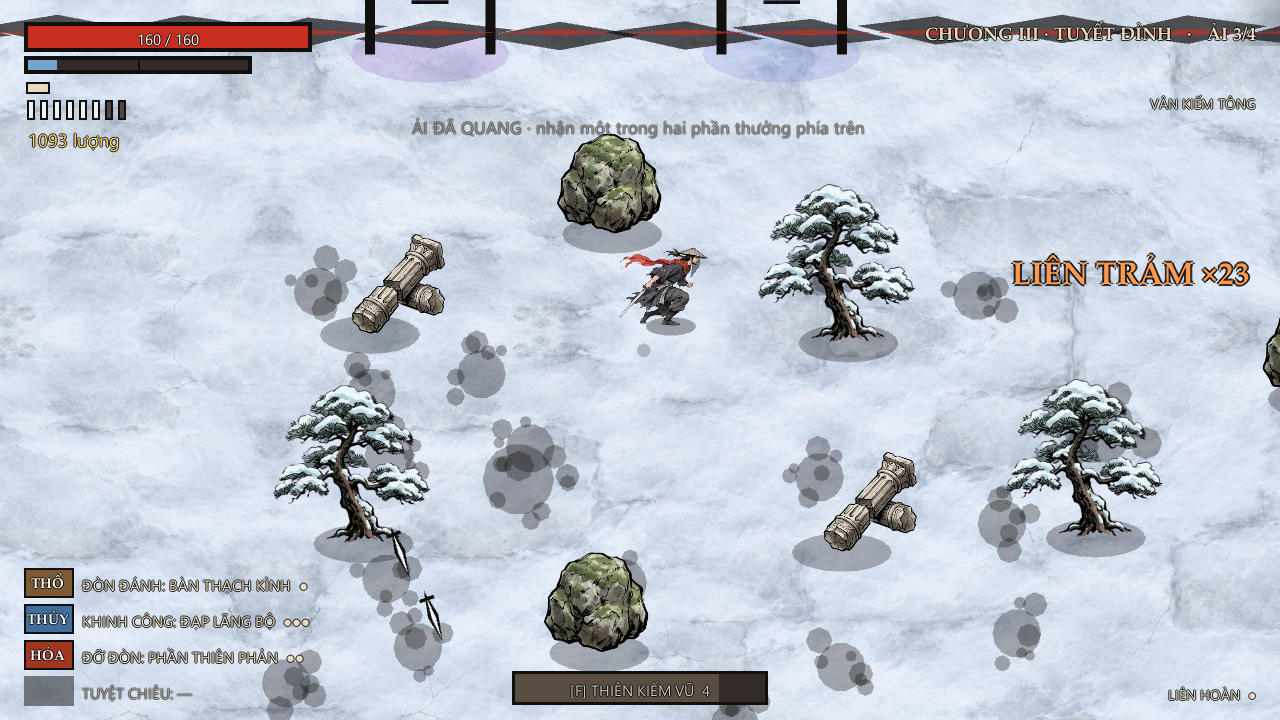 160 / 160
CHƯƠNG III · TUYẾT ĐỈNH · ẢI 3/4
VÂN KIẾM TÔNG
1093 lượng
ẢI ĐÃ QUANG · nhận một trong hai phần thưởng phía trên
LIÊN TRẢM ×23
THỔ ĐÒN ĐÁNH: BÀN THẠCH KÌNH
THỦY KHINH CÔNG: ĐẠP LÃNG BỘ
HỎA ĐỠ ĐÒN: PHẦN THIÊN PHẢN
TUYỆT CHIÊU: —
[F] THIÊN KIẾM VŨ 4
LIÊN HOÀN